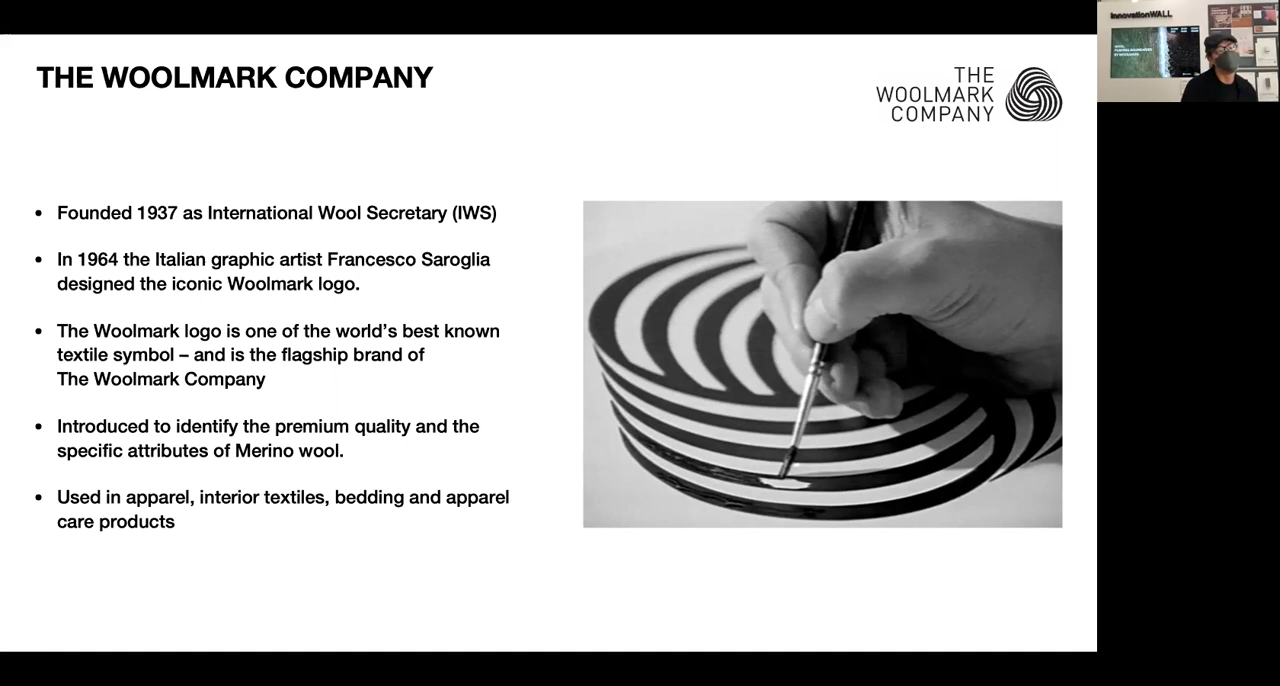 THE WOOLMARK COMPANY
THE
WOOLMARK
COMPANY
• Founded 1937 as International Wool Secretary (IWS)
• In 1964 the Italian graphic artist Francesco Saroglia
designed the iconic Woolmark logo.
• The Woolmark logo is one of the world’s best known
textile symbol – and is the flagship brand of
The Woolmark Company
• Introduced to identify the premium quality and the
specific attributes of Merino wool.
• Used in apparel, interior textiles, bedding and apparel
care products
InnovationWALL